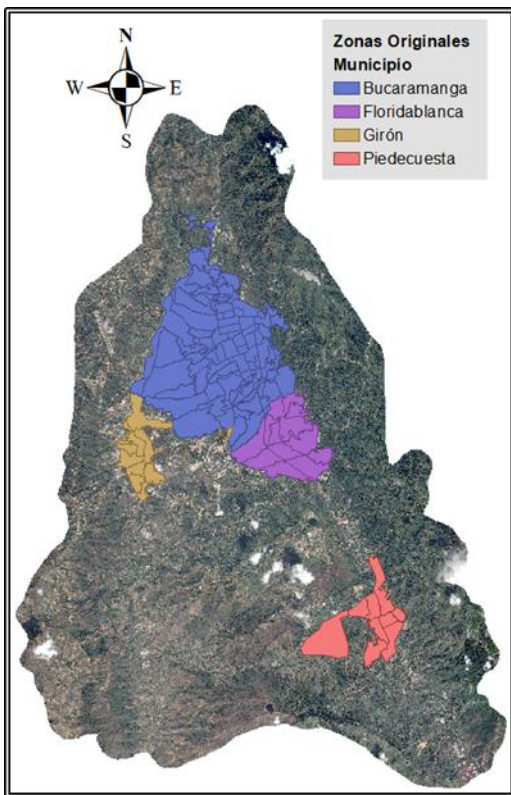 N
W E
S
Zonas Originales
Municipio
Bucaramanga
Floridablanca
Girón
Piedecuesta